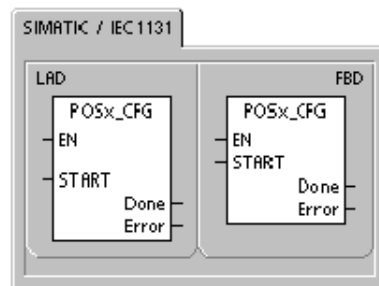 SIMATIC / IEC1131
LAD
POSx_CFG
EN
START
Done
Error
FBD
POSx_CFG
EN
START
Done
Error